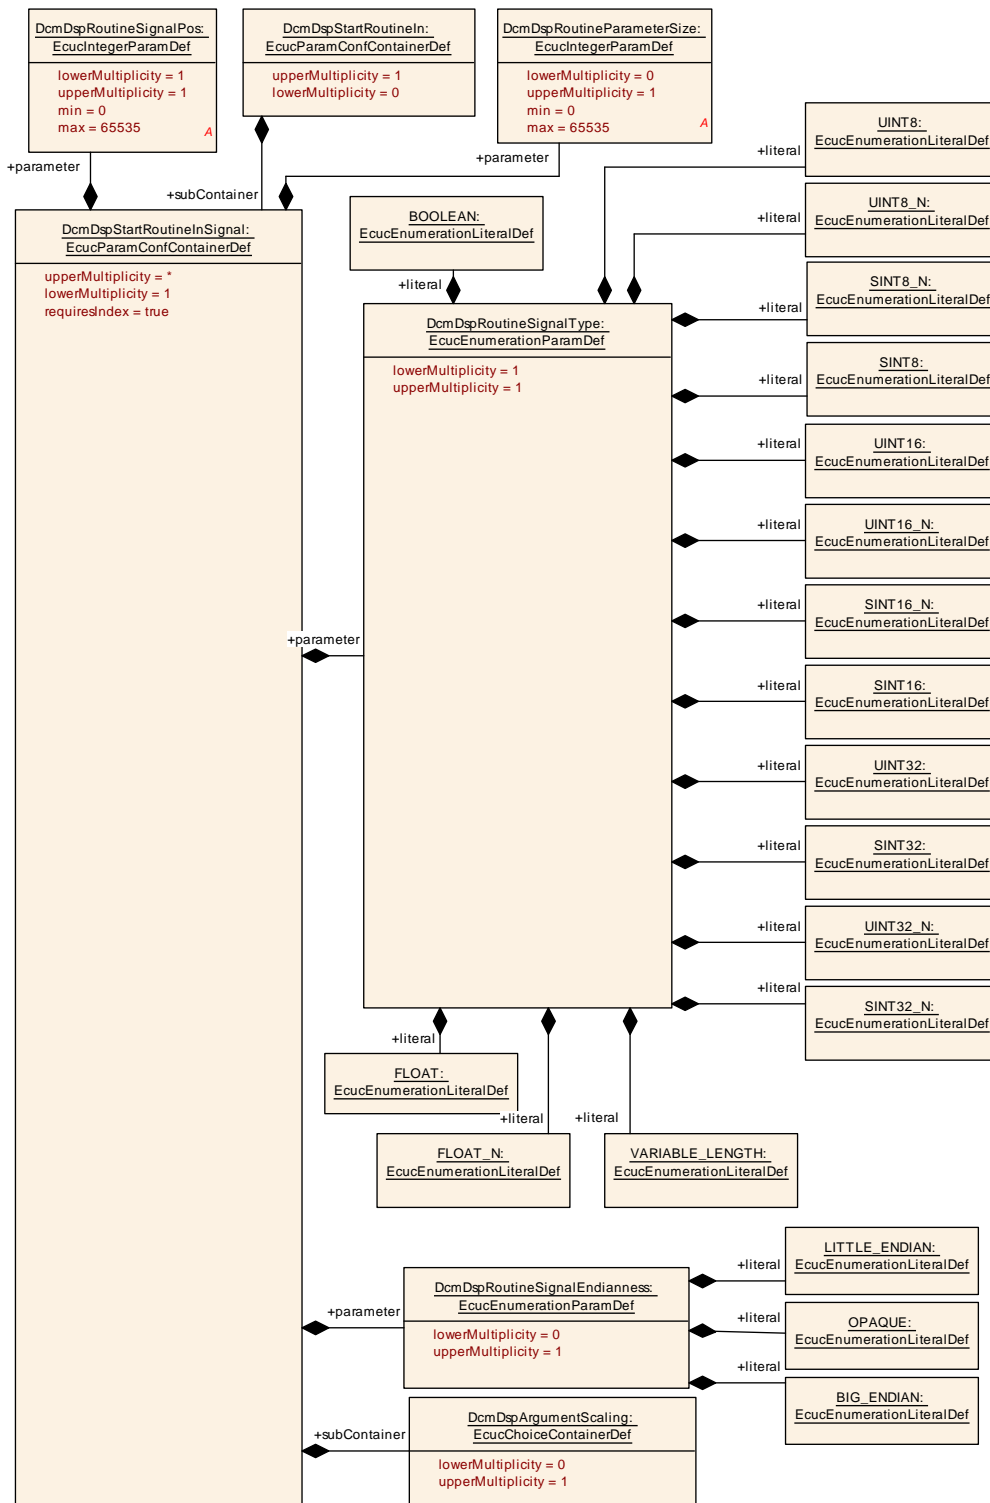 DcmDspRoutineSignalPos:
EcucIntegerParamDef
lowerMultiplicity = 1
upperMultiplicity = 1
min = 0
max = 65535
A
DcmDspStartRoutineIn:
EcucParamConfContainerDef
upperMultiplicity = 1
lowerMultiplicity = 0
DcmDspRoutineParameterSize:
EcucIntegerParamDef
lowerMultiplicity = 0
upperMultiplicity = 1
min = 0
max = 65535
A
+parameter
+subContainer
+parameter
DcmDspStartRoutineInSignal:
EcucParamConfContainerDef
upperMultiplicity = *
lowerMultiplicity = 1
requiresIndex = true
BOOLEAN:
EcucEnumerationLiteralDef
+literal
DcmDspRoutineSignalType:
EcucEnumerationParamDef
lowerMultiplicity = 1
upperMultiplicity = 1
+parameter
+literal
UINT8:
EcucEnumerationLiteralDef
+literal
UINT8_N:
EcucEnumerationLiteralDef
+literal
SINT8_N:
EcucEnumerationLiteralDef
+literal
SINT8:
EcucEnumerationLiteralDef
+literal
UINT16:
EcucEnumerationLiteralDef
+literal
UINT16_N:
EcucEnumerationLiteralDef
+literal
SINT16_N:
EcucEnumerationLiteralDef
+literal
SINT16:
EcucEnumerationLiteralDef
+literal
UINT32:
EcucEnumerationLiteralDef
+literal
SINT32:
EcucEnumerationLiteralDef
+literal
UINT32_N:
EcucEnumerationLiteralDef
+literal
SINT32_N:
EcucEnumerationLiteralDef
+literal
FLOAT:
EcucEnumerationLiteralDef
+literal
FLOAT_N:
EcucEnumerationLiteralDef
+literal
VARIABLE_LENGTH:
EcucEnumerationLiteralDef
+parameter
DcmDspRoutineSignalEndianness:
EcucEnumerationParamDef
lowerMultiplicity = 0
upperMultiplicity = 1
+literal
LITTLE_ENDIAN:
EcucEnumerationLiteralDef
+literal
OPAQUE:
EcucEnumerationLiteralDef
+literal
BIG_ENDIAN:
EcucEnumerationLiteralDef
+subContainer
DcmDspArgumentScaling:
EcucChoiceContainerDef
lowerMultiplicity = 0
upperMultiplicity = 1